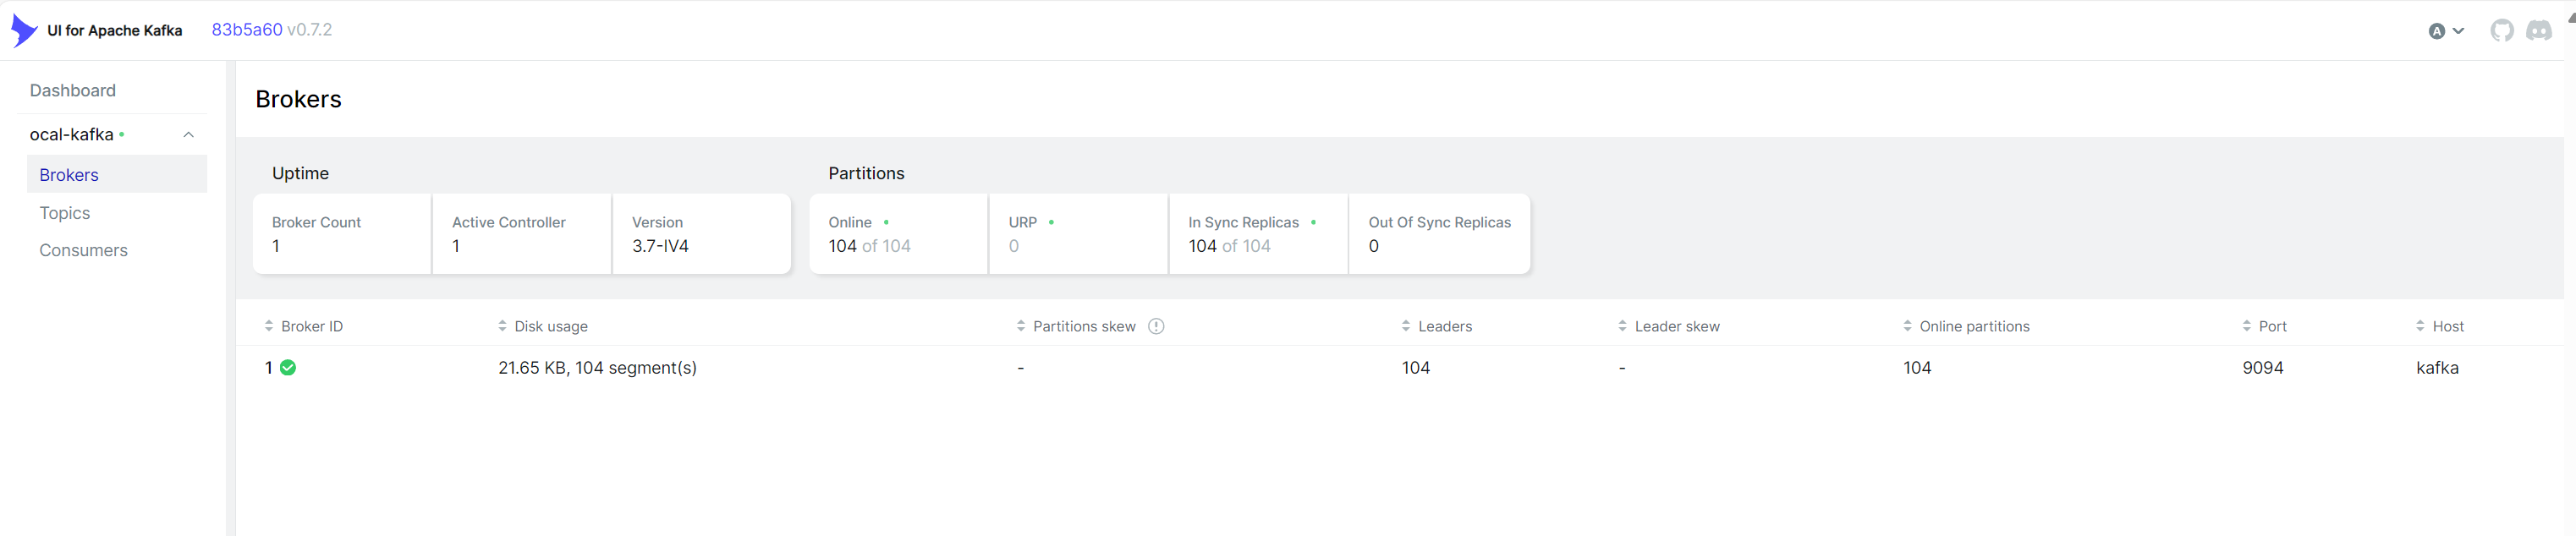 UI for Apache Kafka 83b5a60 v0.7.2 A
Dashboard
ocal-kafka
Brokers
Topics
Consumers
Brokers
Uptime
Broker Count
1
Active Controller
1
Version
3.7-IV4
Partitions
Online
104 of 104
URP
0
In Sync Replicas
104 of 104
Out Of Sync Replicas
0
Broker ID Disk usage Partitions skew Leaders Leader skew Online partitions Port Host
1 21.65 KB, 104 segment(s) - 104 - 104 9094 kafka